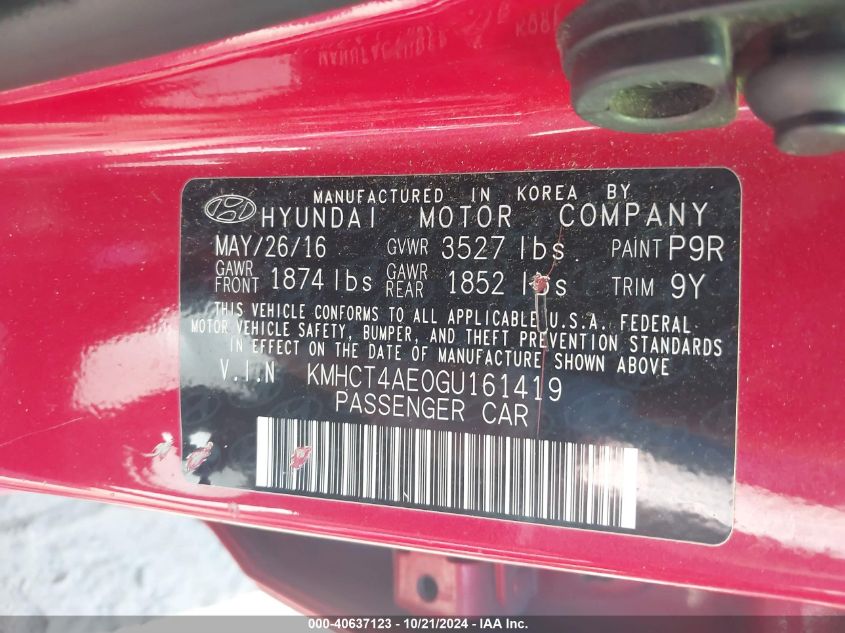 MANUFACTURED IN KOREA BY
HYUNDAI MOTOR COMPANY
MAY/26/16 GVWR 3527 lbs PAINT P9R
GAWR FRONT 1874 lbs GAWR REAR 1852 lbs TRIM 9Y
THIS VEHICLE CONFORMS TO ALL APPLICABLE U.S.A. FEDERAL
MOTOR VEHICLE SAFETY, BUMPER, AND THEFT PREVENTION STANDARDS
IN EFFECT ON THE DATE OF MANUFACTURE SHOWN ABOVE
V.I.N KMHCT4AE0GU161419
PASSENGER CAR
000-40637123 - 10/21/2024 - IAA Inc.